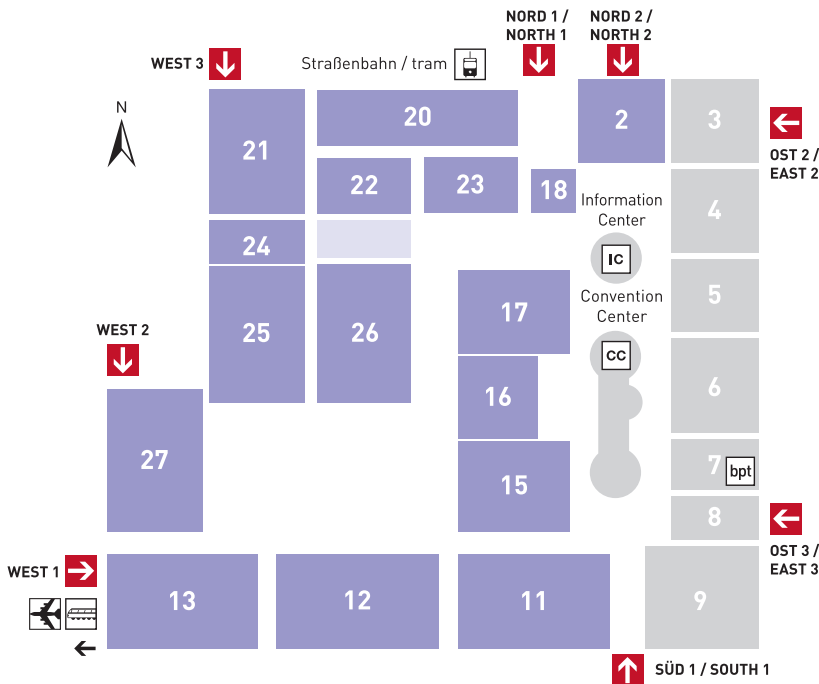 NORD 1 /
NORTH 1
NORD 2 /
NORTH 2
WEST 3
Straßenbahn / tram
N
20
2
3
21
OST 2 /
EAST 2
22
23
18
Information
Center
4
24
IC
Convention
Center
5
17
25
26
WEST 2
CC
6
16
27
7
bpt
15
8
OST 3 /
EAST 3
WEST 1
13
12
11
9
SÜD 1 / SOUTH 1